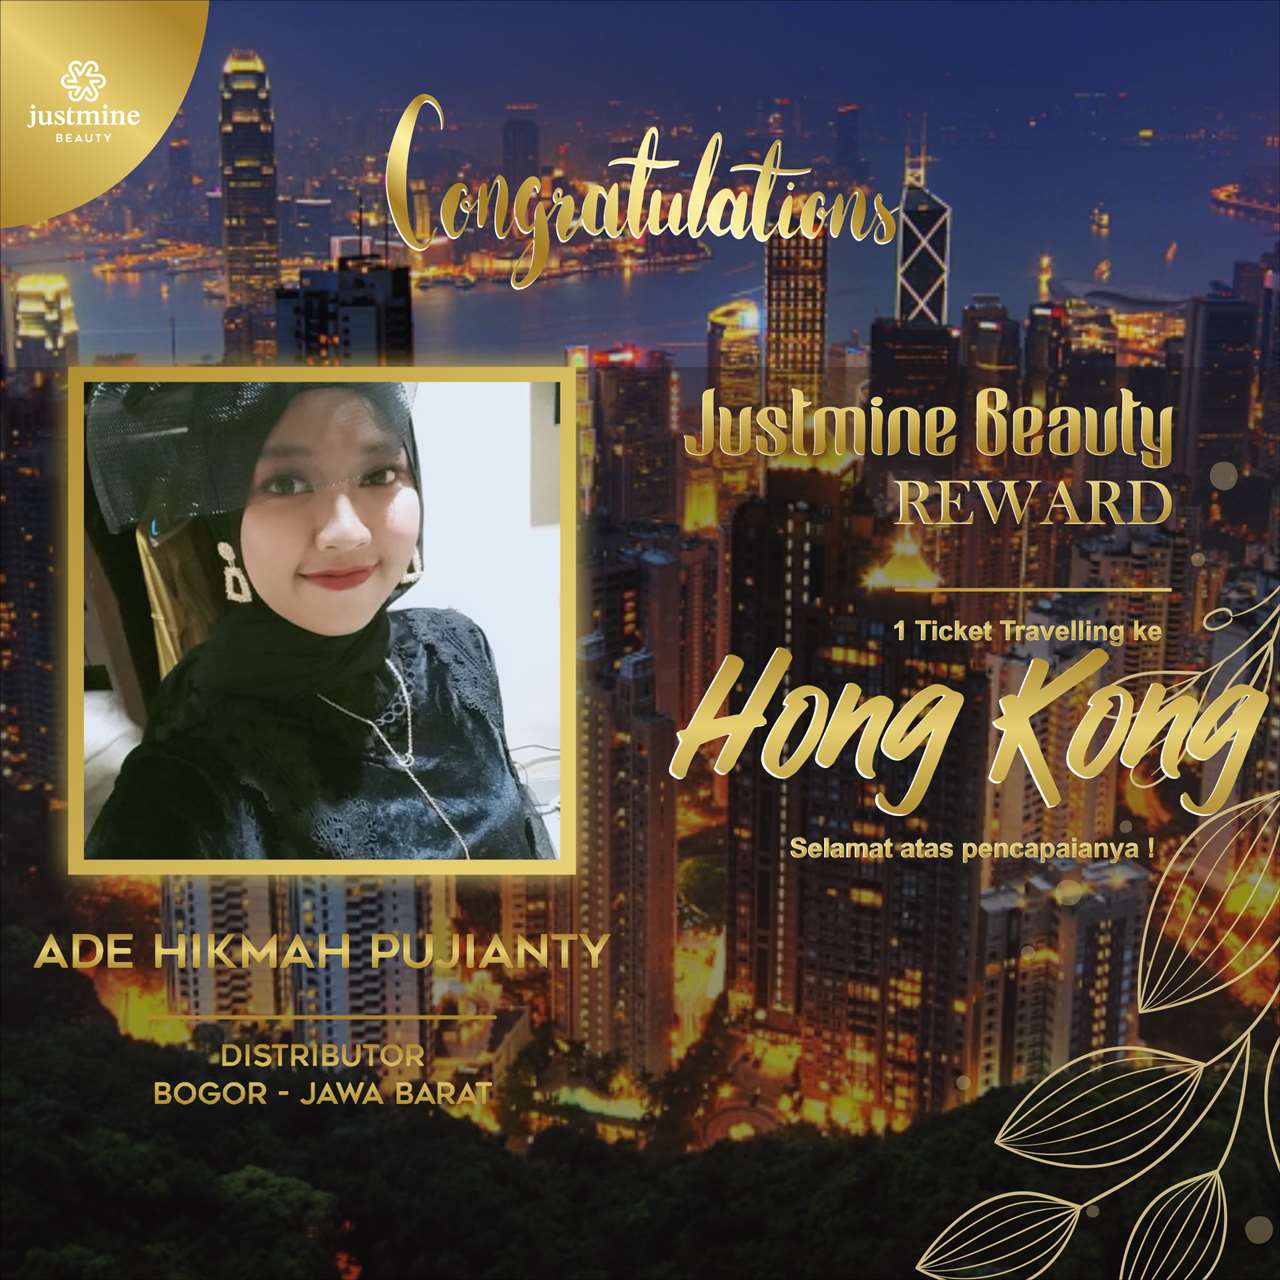 justmine
BEAUTY
Congratulations
Justmine Beauty
REWARD
1 Ticket Travelling ke
Hong Kong
Selamat atas pencapaianya !
ADE HIKMAH PUJIANTY
DISTRIBUTOR
BOGOR - JAWA BARAT